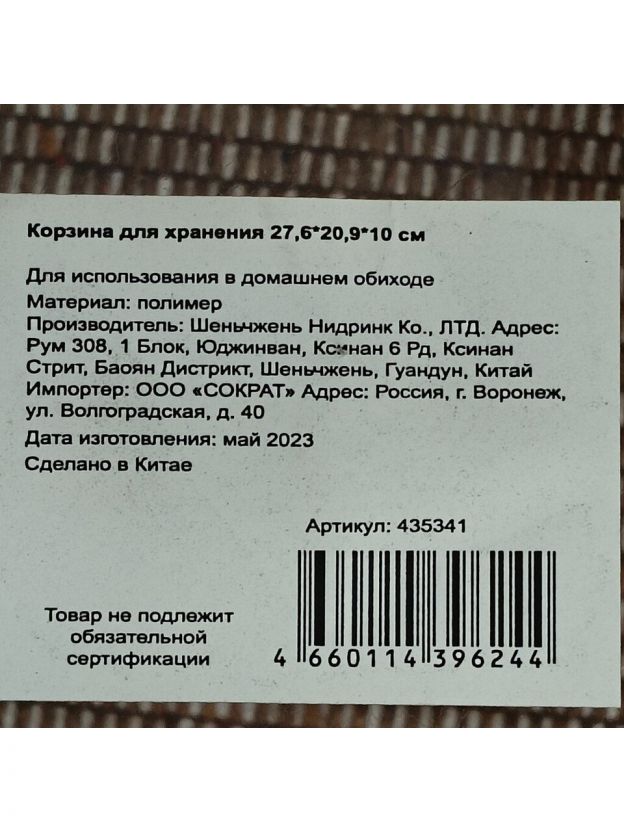 Корзина для хранения 27,6*20,9*10 см
Для использования в домашнем обиходе
Материал: полимер
Производитель: Шеньчжень Нидринк Ко., ЛТД. Адрес:
Рум 308, 1 Блок, Юджинван, Ксинан 6 Рд, Ксинан
Стрит, Баоян Дистрикт, Шеньчжень, Гуандун, Китай
Импортер: ООО «СОКРАТ» Адрес: Россия, г. Воронеж,
ул. Волгоградская, д. 40
Дата изготовления: май 2023
Сделано в Китае
Артикул: 435341
Товар не подлежит
обязательной
сертификации
4 660114 396244